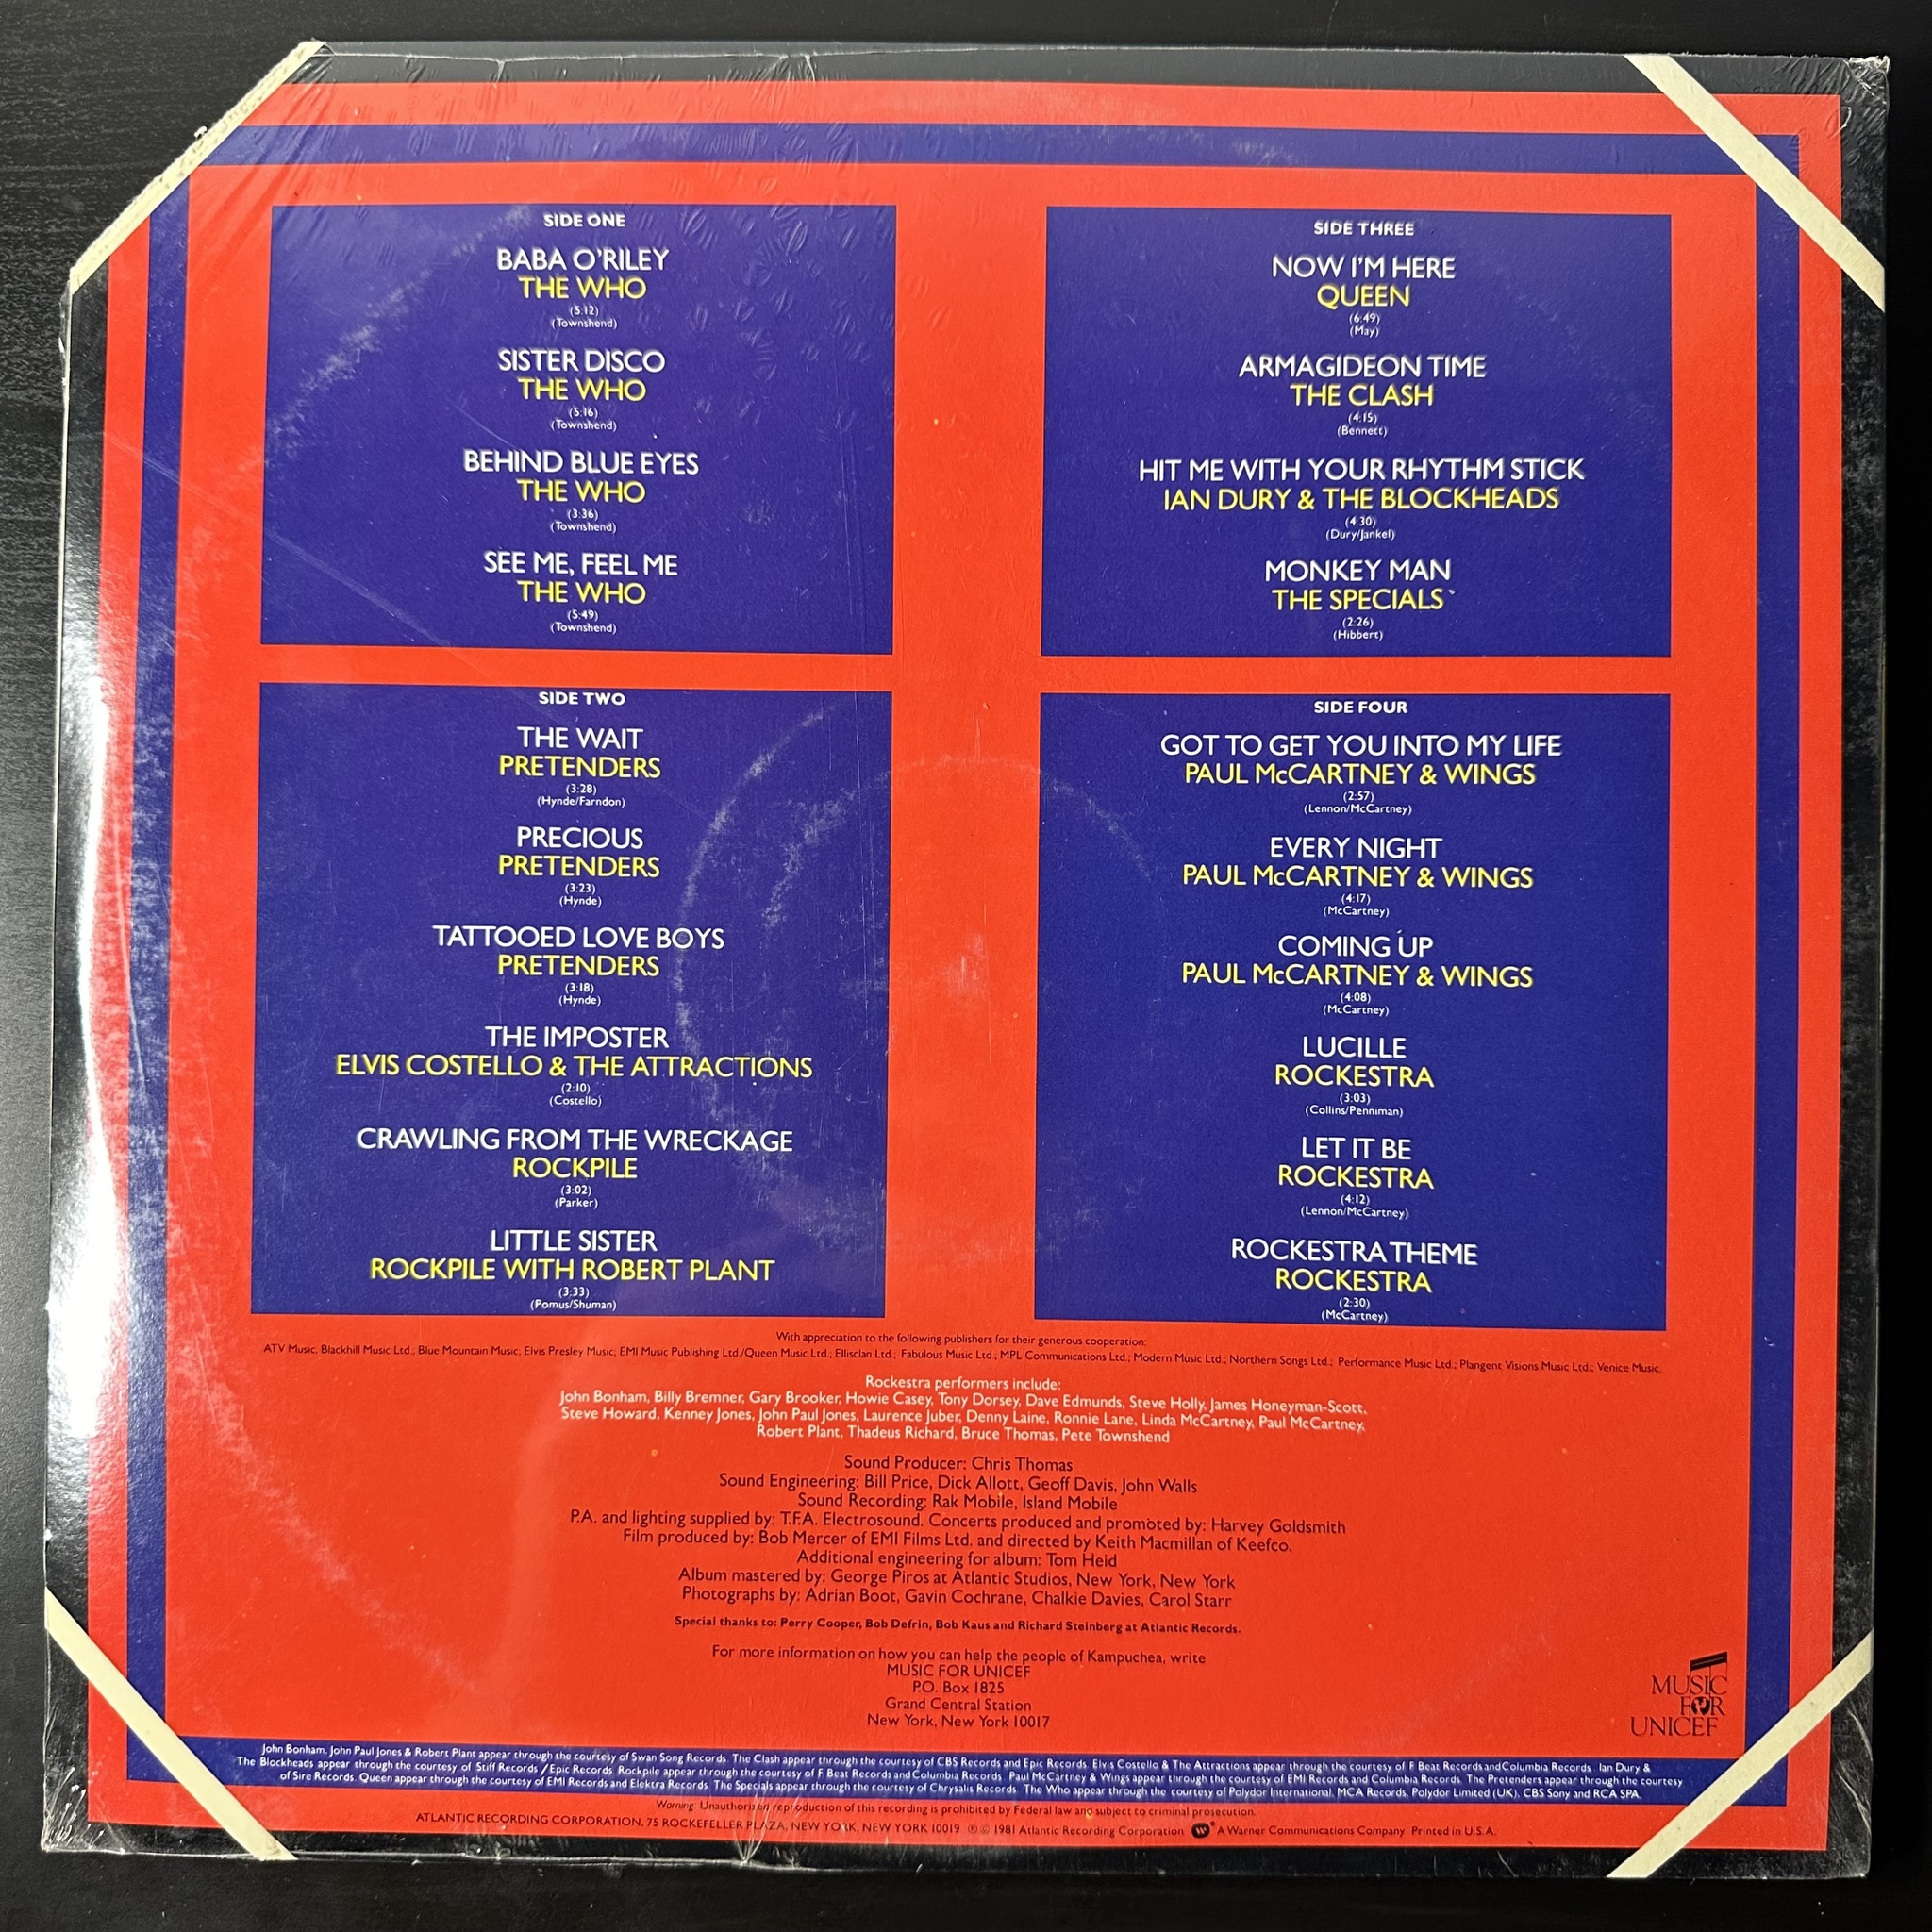 SIDE ONE
BABA O'RILEY
THE WHO
(5:12)
(Townshend)
SISTER DISCO
THE WHO
(5:16)
(Townshend)
BEHIND BLUE EYES
THE WHO
(3:36)
(Townshend)
SEE ME, FEEL ME
THE WHO
(5:49)
(Townshend)
SIDE TWO
THE WAIT
PRETENDERS
(3:28)
(Hynde/Farndon)
PRECIOUS
PRETENDERS
(3:23)
(Hynde)
TATTOOED LOVE BOYS
PRETENDERS
(3:18)
(Hynde)
THE IMPOSTER
ELVIS COSTELLO & THE ATTRACTIONS
(2:10)
(Costello)
CRAWLING FROM THE WRECKAGE
ROCKPILE
(3:02)
(Parker)
LITTLE SISTER
ROCKPILE WITH ROBERT PLANT
(3:33)
(Pomus/Shuman)
SIDE THREE
NOW I'M HERE
QUEEN
(6:49)
(May)
ARMAGIDEON TIME
THE CLASH
(4:15)
(Bennett)
HIT ME WITH YOUR RHYTHM STICK
IAN DURY & THE BLOCKHEADS
(4:30)
(Dury/Jankel)
MONKEY MAN
THE SPECIALS
(2:26)
(Hibbert)
SIDE FOUR
GOT TO GET YOU INTO MY LIFE
PAUL McCARTNEY & WINGS
(2:57)
(Lennon/McCartney)
EVERY NIGHT
PAUL McCARTNEY & WINGS
(4:17)
(McCartney)
COMING UP
PAUL McCARTNEY & WINGS
(4:08)
(McCartney)
LUCILLE
ROCKESTRA
(3:03)
(Collins/Penniman)
LET IT BE
ROCKESTRA
(4:12)
(Lennon/McCartney)
ROCKESTRA THEME
ROCKESTRA
(2:30)
(McCartney)
With appreciation to the following publishers for their generous cooperation:
ATV Music, Blackhill Music Ltd., Blue Mountain Music, Elvis Presley Music, EMI Music Publishing Ltd./Queen Music Ltd., Ellisclan Ltd., Fabulous Music Ltd., MPL Communications Ltd., Modern Music Ltd., Northern Songs Ltd., Performance Music Ltd., Plangent Visions Music Ltd., Venice Music.
Rockestra performers include:
John Bonham, Billy Bremner, Gary Brooker, Howie Casey, Tony Dorsey, Dave Edmunds, Steve Holly, James Honeyman-Scott,
Steve Howard, Kenney Jones, John Paul Jones, Laurence Juber, Denny Laine, Ronnie Lane, Linda McCartney, Paul McCartney,
Robert Plant, Thadeus Richard, Bruce Thomas, Pete Townshend
Sound Producer: Chris Thomas
Sound Engineering: Bill Price, Dick Allott, Geoff Davis, John Walls
Sound Recording: Rak Mobile, Island Mobile
P.A. and lighting supplied by: T.F.A. Electrosound. Concerts produced and promoted by: Harvey Goldsmith
Film produced by: Bob Mercer of EMI Films Ltd. and directed by Keith Macmillan of Keefco.
Additional engineering for album: Tom Heid
Album mastered by: George Piros at Atlantic Studios, New York, New York
Photographs by: Adrian Boot, Gavin Cochrane, Chalkie Davies, Carol Starr
Special thanks to: Perry Cooper, Bob Defrin, Bob Kaus and Richard Steinberg at Atlantic Records.
For more information on how you can help the people of Kampuchea, write
MUSIC FOR UNICEF
P.O. Box 1825
Grand Central Station
New York, New York 10017
MUSIC
FOR
UNICEF
John Bonham, John Paul Jones & Robert Plant appear through the courtesy of Swan Song Records. The Clash appear through the courtesy of CBS Records and Epic Records. Elvis Costello & The Attractions appear through the courtesy of F. Beat Records and Columbia Records. Ian Dury &
The Blockheads appear through the courtesy of Stiff Records / Epic Records. Rockpile appear through the courtesy of F. Beat Records and Columbia Records. Paul McCartney & Wings appear through the courtesy of EMI Records and Columbia Records. The Pretenders appear through the courtesy
of Sire Records. Queen appear through the courtesy of EMI Records and Elektra Records. The Specials appear through the courtesy of Chrysalis Records. The Who appear through the courtesy of Polydor International, MCA Records, Polydor Limited (UK), CBS Sony and RCA SPA.
Warning: Unauthorized reproduction of this recording is prohibited by Federal law and subject to criminal prosecution.
ATLANTIC RECORDING CORPORATION, 75 ROCKEFELLER PLAZA, NEW YORK, NEW YORK 10019 ℗ © 1981 Atlantic Recording Corporation W ® A Warner Communications Company Printed in U.S.A.